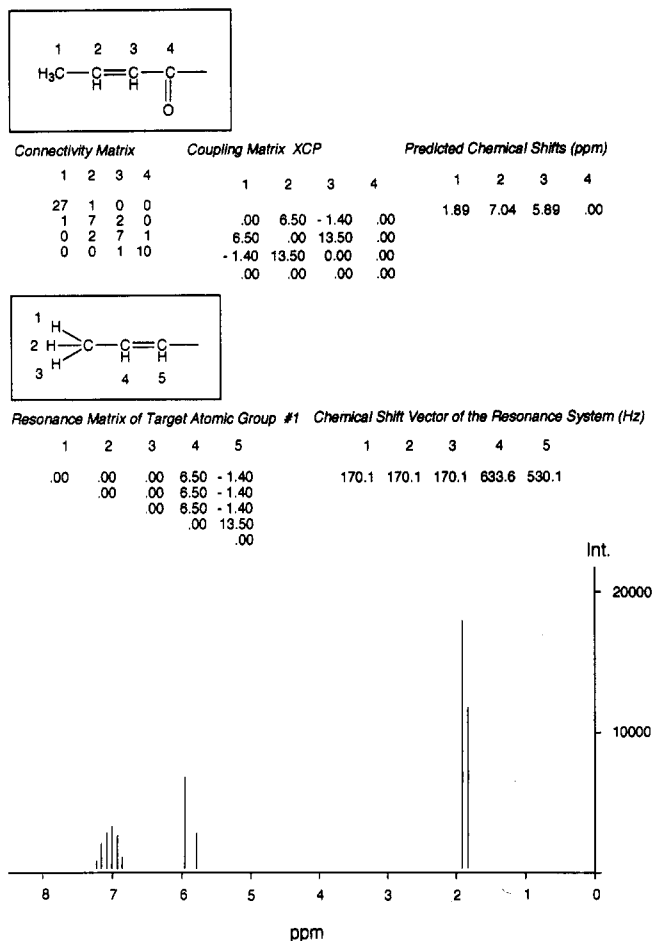 1 2 3 4
H₃C—C═C—C—
H H
O
Connectivity Matrix
1 2 3 4
27 1 0 0
1 7 2 0
0 2 7 1
0 0 1 10
Coupling Matrix XCP
1 2 3 4
.00 6.50 - 1.40 .00
6.50 .00 13.50 .00
- 1.40 13.50 0.00 .00
.00 .00 .00 .00
Predicted Chemical Shifts (ppm)
1 2 3 4
1.89 7.04 5.89 .00
1 H
2 H—C—C═C—
3 H H H
4 5
Resonance Matrix of Target Atomic Group #1
1 2 3 4 5
.00 .00 .00 6.50 - 1.40
.00 .00 6.50 - 1.40
.00 6.50 - 1.40
.00 13.50
.00
Chemical Shift Vector of the Resonance System (Hz)
1 2 3 4 5
170.1 170.1 170.1 633.6 530.1
Int.
20000
10000
8 7 6 5 4 3 2 1 0
ppm